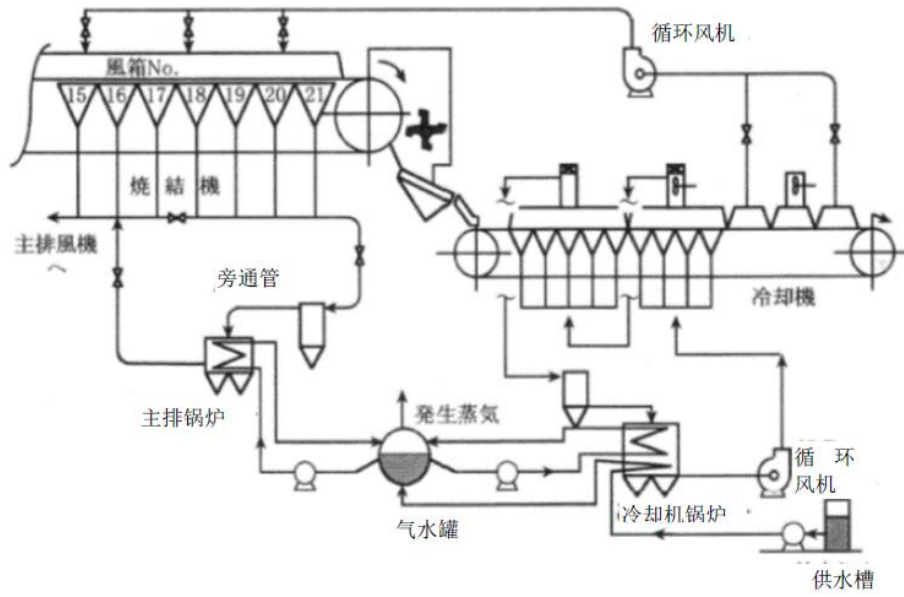 循环风机
風箱No.
15 16 17 18 19 20 21
焼結機
主排風機
へ
旁通管
冷却機
主排锅炉
発生蒸気
循环
风机
气水罐
冷却机锅炉
供水槽